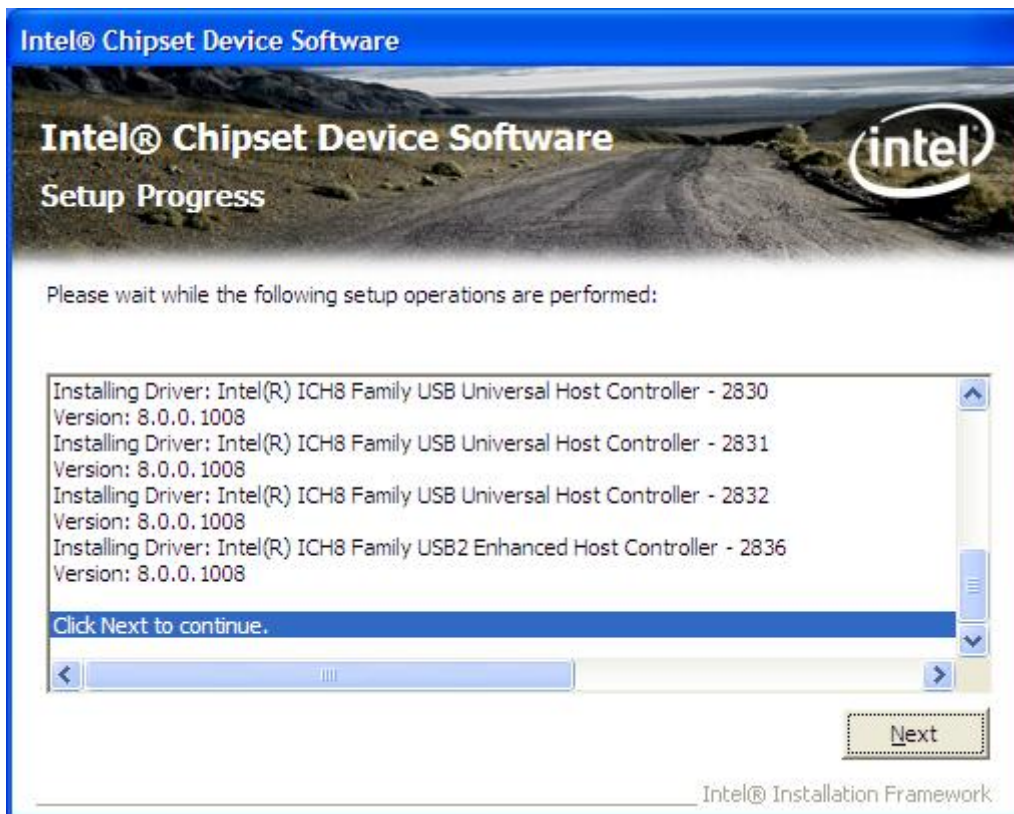 Intel® Chipset Device Software
Intel® Chipset Device Software
intel
Setup Progress
Please wait while the following setup operations are performed:
Installing Driver: Intel(R) ICH8 Family USB Universal Host Controller - 2830
Version: 8.0.0.1008
Installing Driver: Intel(R) ICH8 Family USB Universal Host Controller - 2831
Version: 8.0.0.1008
Installing Driver: Intel(R) ICH8 Family USB Universal Host Controller - 2832
Version: 8.0.0.1008
Installing Driver: Intel(R) ICH8 Family USB2 Enhanced Host Controller - 2836
Version: 8.0.0.1008
Click Next to continue.
Next
Intel® Installation Framework